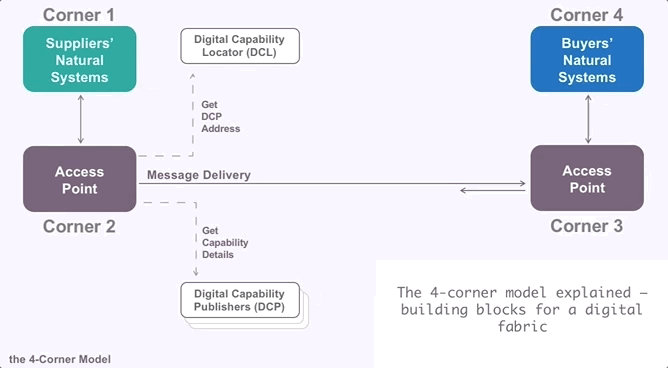 Corner 1
Corner 4
Suppliers'
Natural
Systems
Digital Capability
Locator (DCL)
Buyers'
Natural
Systems
Get
DCP
Address
Access
Point
Message Delivery
Access
Point
Corner 2
Corner 3
Get
Capability
Details
Digital Capability
Publishers (DCP)
The 4-corner model explained –
building blocks for a digital
fabric
the 4-Corner Model